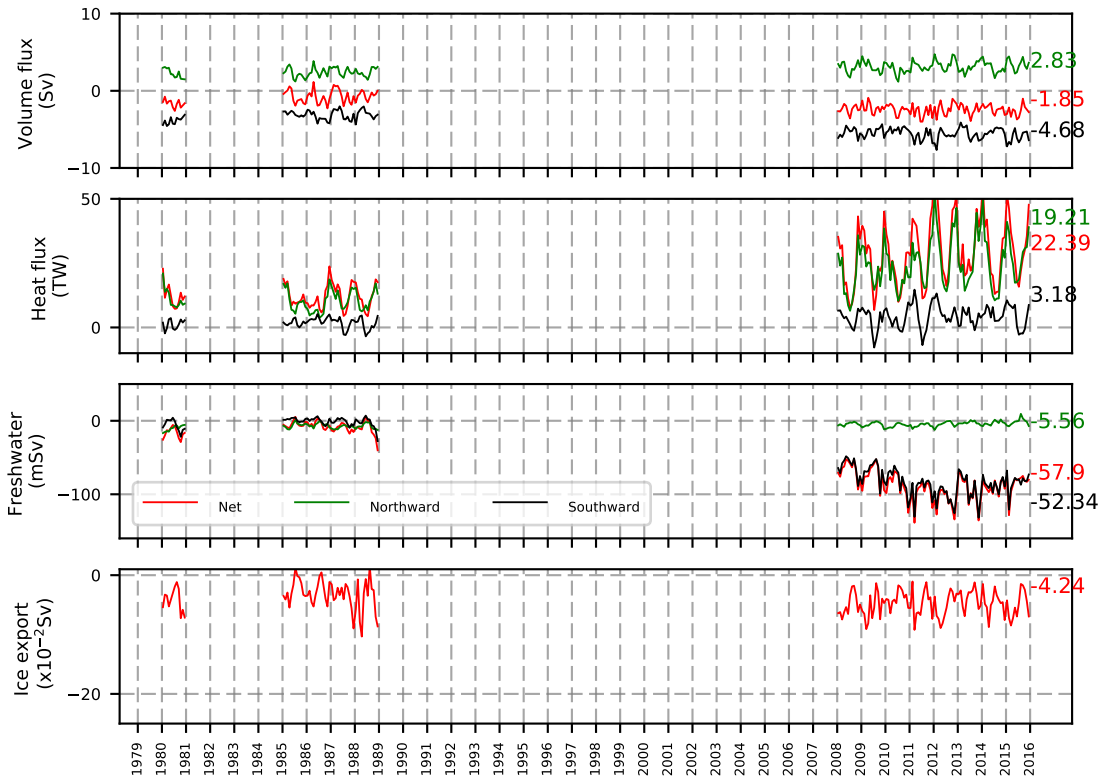 Volume flux
(Sv)
10
0
−10
2.83
-1.85
-4.68
Heat flux
(TW)
50
0
19.21
22.39
3.18
Freshwater
(mSv)
0
−100
-5.56
-57.9
-52.34
Net Northward Southward
Ice export
(x10⁻²Sv)
0
−20
-4.24
1979 1980 1981 1982 1983 1984 1985 1986 1987 1988 1989 1990 1991 1992 1993 1994 1995 1996 1997 1998 1999 2000 2001 2002 2003 2004 2005 2006 2007 2008 2009 2010 2011 2012 2013 2014 2015 2016